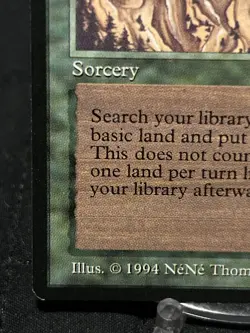 Sorcery
Search your library
basic land and put
This does not coun
one land per turn l
your library afterwa
Illus. © 1994 NéNé Thom